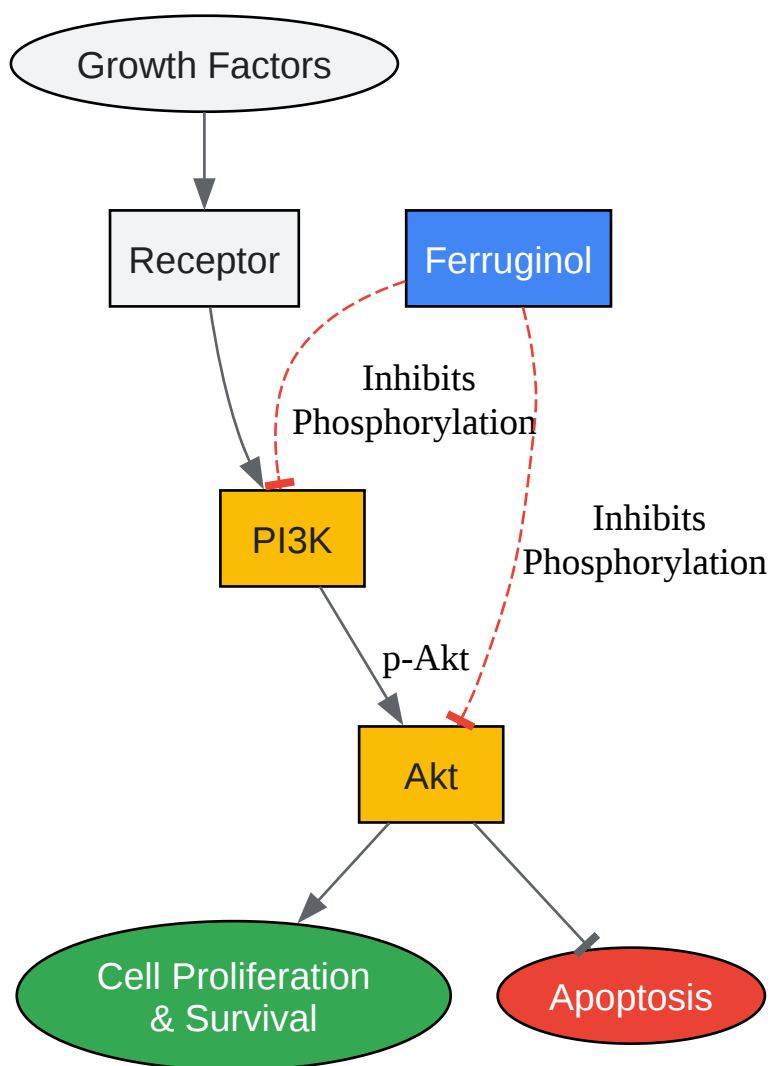 Growth Factors
Receptor
Ferruginol
Inhibits
Phosphorylation
Inhibits
Phosphorylation
PI3K
p-Akt
Akt
Cell Proliferation
& Survival
Apoptosis